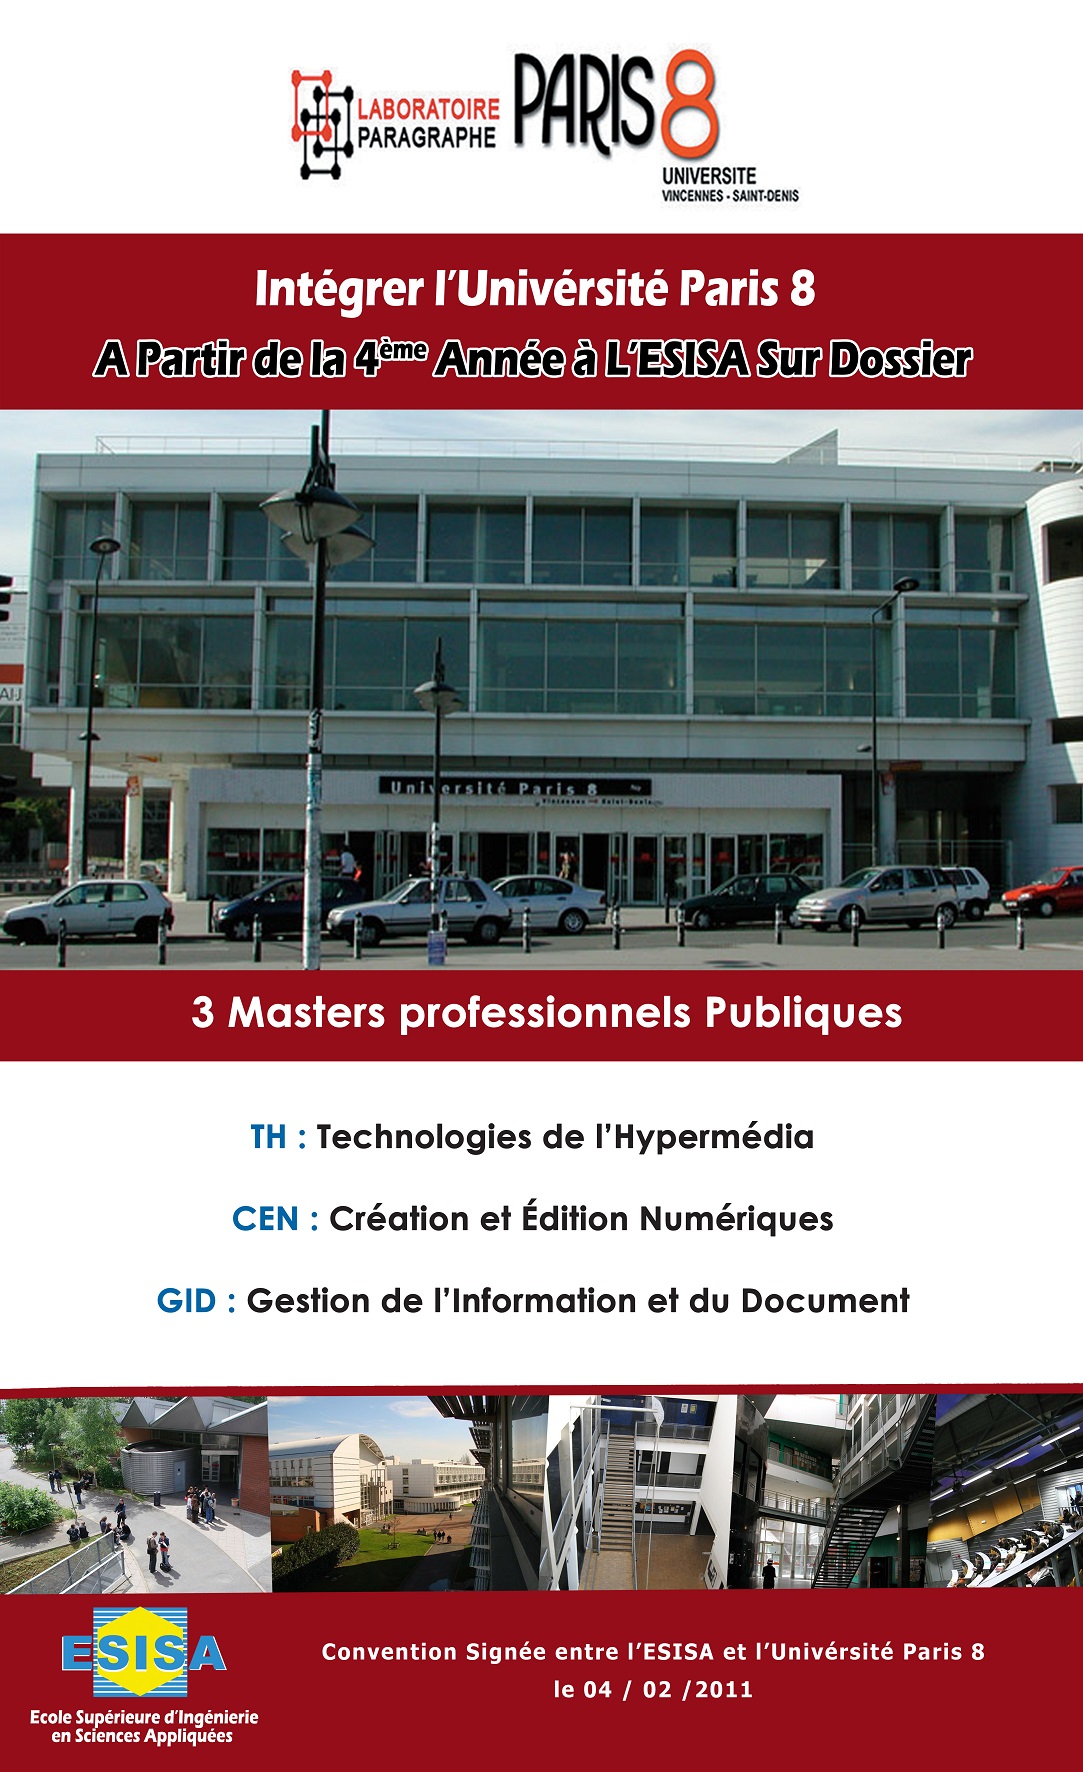 LABORATOIRE
PARAGRAPHE
PARIS 8
UNIVERSITE
VINCENNES - SAINT-DENIS
Intégrer l'Univérsité Paris 8
A Partir de la 4ème Année à L'ESISA Sur Dossier
Université Paris 8
Vincennes Saint-Denis
3 Masters professionnels Publiques
TH : Technologies de l'Hypermédia
CEN : Création et Édition Numériques
GID : Gestion de l'Information et du Document
ESISA
Ecole Supérieure d'Ingénierie
en Sciences Appliquées
Convention Signée entre l'ESISA et l'Univérsité Paris 8
le 04 / 02 /2011